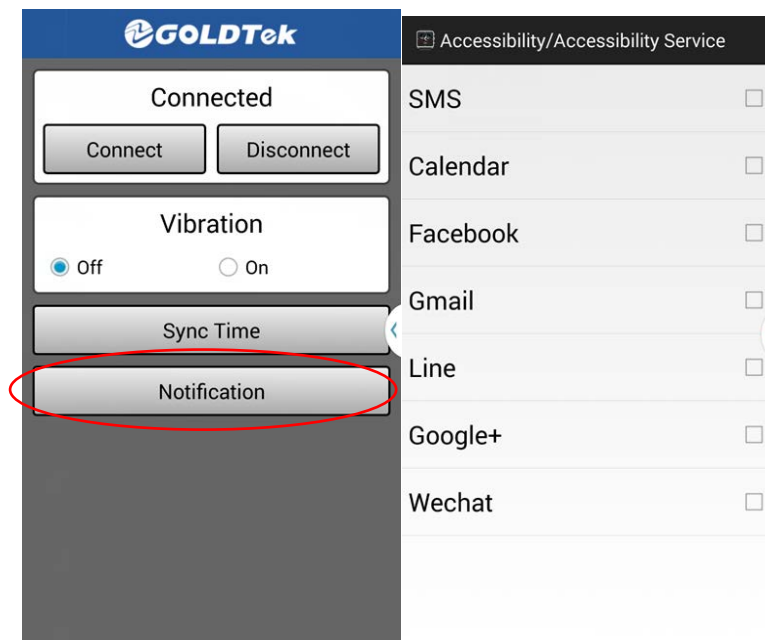 GOLDTek
Connected
Connect
Disconnect
Vibration
Off
On
Sync Time
Notification
Accessibility/Accessibility Service
SMS
Calendar
Facebook
Gmail
Line
Google+
Wechat